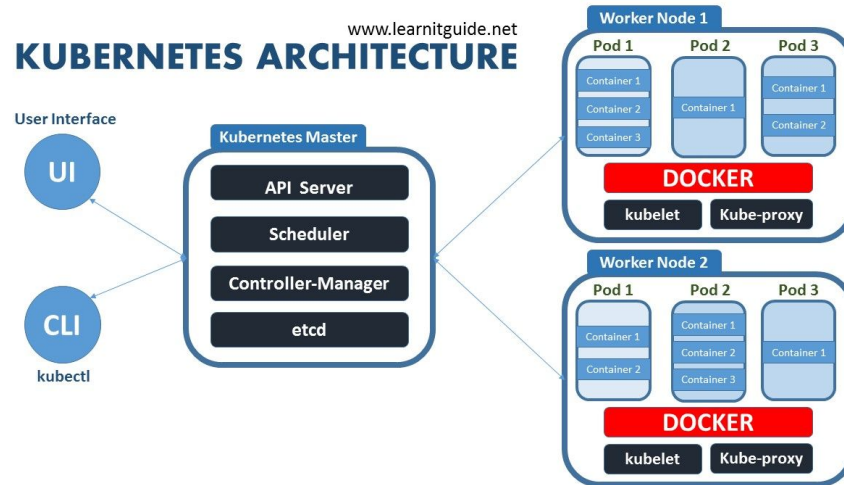 www.learnitguide.net
KUBERNETES ARCHITECTURE
User Interface
UI
CLI
kubectl
Kubernetes Master
API Server
Scheduler
Controller-Manager
etcd
Worker Node 1
Pod 1 Pod 2 Pod 3
Container 1
Container 2
Container 3
Container 1
Container 1
Container 2
DOCKER
kubelet Kube-proxy
Worker Node 2
Pod 1 Pod 2 Pod 3
Container 1
Container 2
Container 1
Container 2
Container 3
Container 1
DOCKER
kubelet Kube-proxy